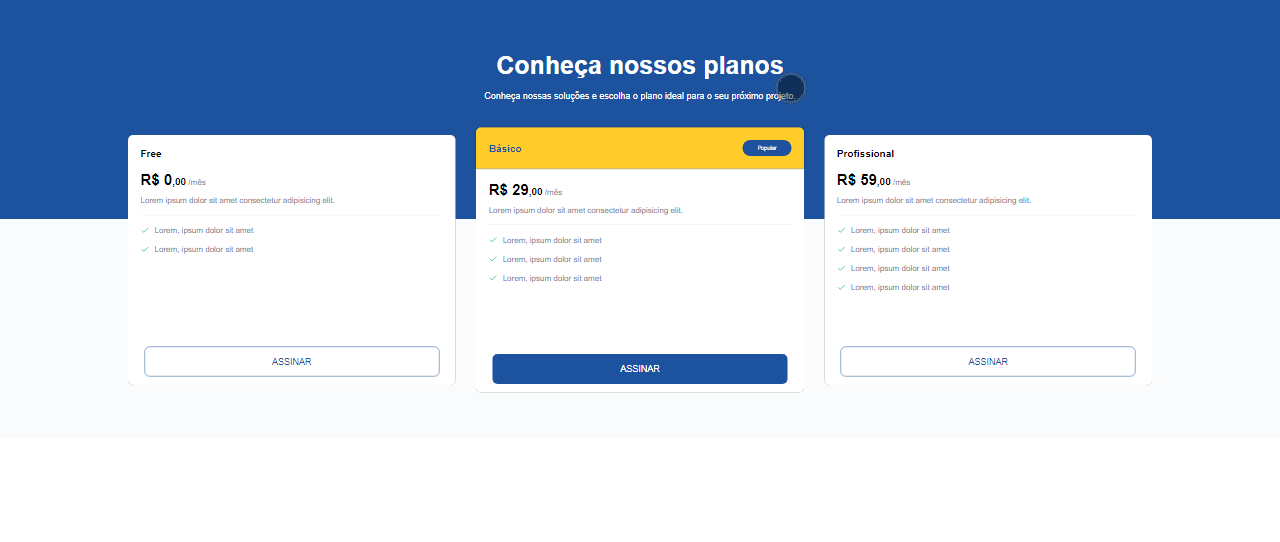 Conheça nossos planos
Conheça nossas soluções e escolha o plano ideal para o seu próximo projeto.
Free
R$ 0,00 /mês
Lorem ipsum dolor sit amet consectetur adipisicing elit.
Lorem, ipsum dolor sit amet
Lorem, ipsum dolor sit amet
ASSINAR
Básico
Popular
R$ 29,00 /mês
Lorem ipsum dolor sit amet consectetur adipisicing elit.
Lorem, ipsum dolor sit amet
Lorem, ipsum dolor sit amet
Lorem, ipsum dolor sit amet
ASSINAR
Profissional
R$ 59,00 /mês
Lorem ipsum dolor sit amet consectetur adipisicing elit.
Lorem, ipsum dolor sit amet
Lorem, ipsum dolor sit amet
Lorem, ipsum dolor sit amet
Lorem, ipsum dolor sit amet
ASSINAR